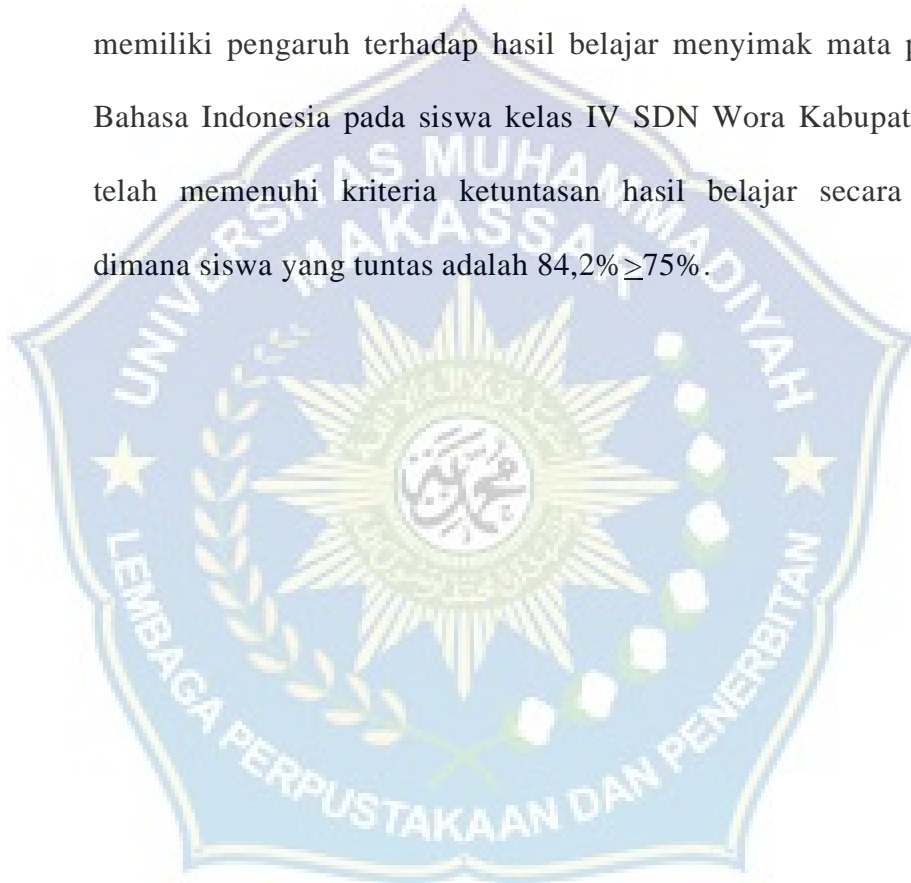 memiliki pengaruh terhadap hasil belajar menyimak mata p
Bahasa Indonesia pada siswa kelas IV SDN Wora Kabupat
telah memenuhi kriteria ketuntasan hasil belajar secara
dimana siswa yang tuntas adalah 84,2%≥75%.
UNIVERSITAS MUHAMMADIYAH
MAKASSAR
LEMBAGA PERPUSTAKAAN DAN PENERBITAN